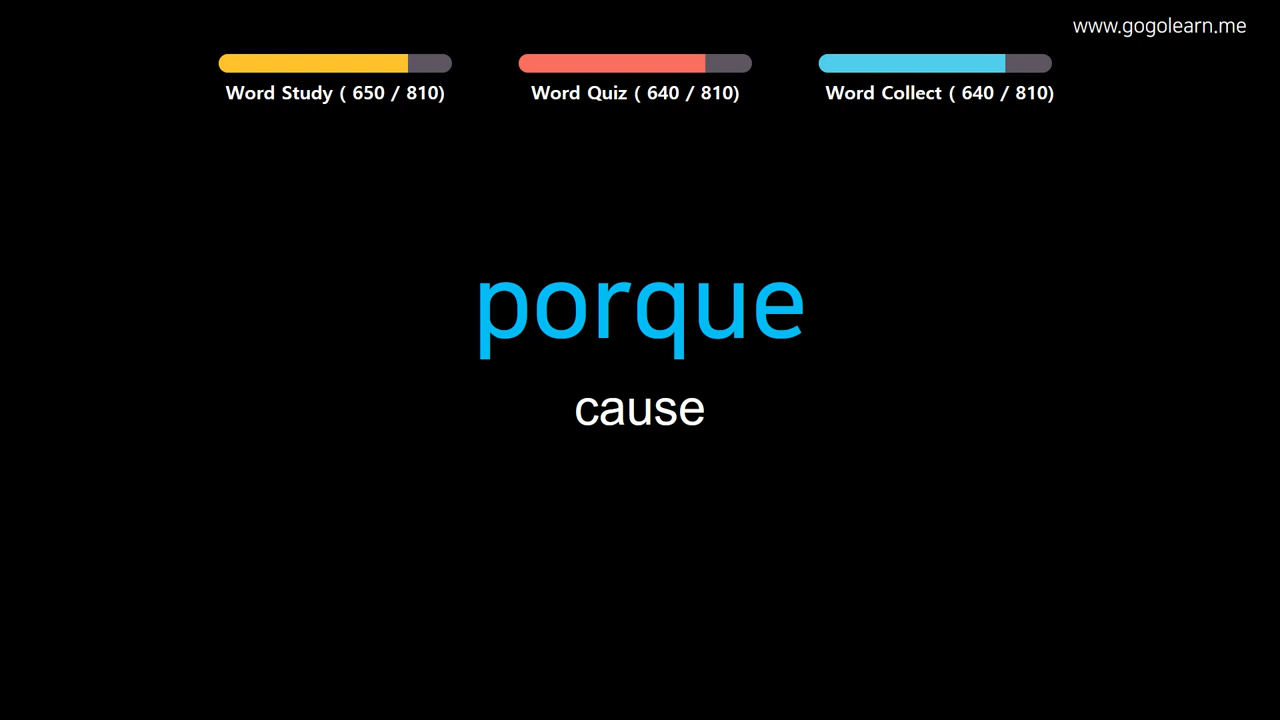 www.gogolearn.me
Word Study ( 650 / 810)
Word Quiz ( 640 / 810)
Word Collect ( 640 / 810)
porque
cause